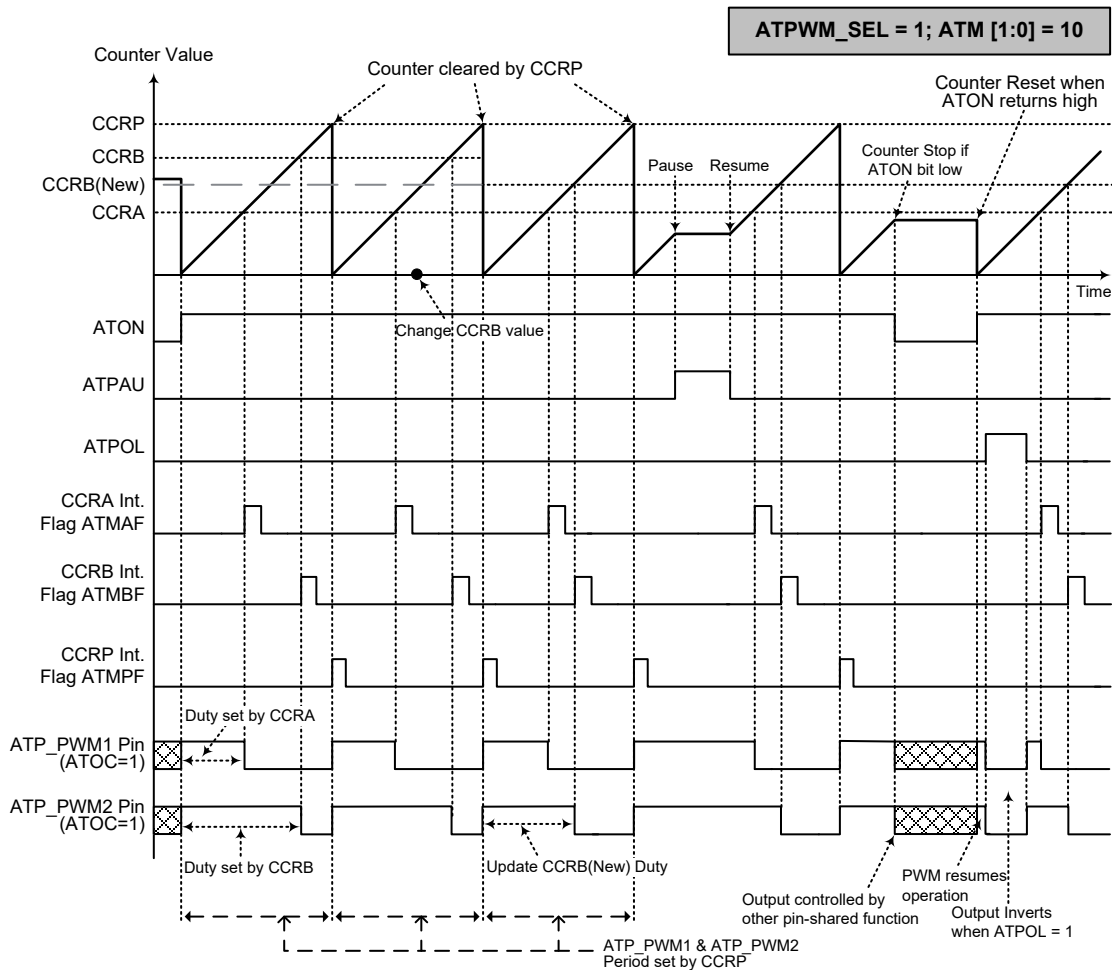 ATPWM_SEL = 1; ATM [1:0] = 10
Counter Value
Counter cleared by CCRP
Counter Reset when
ATON returns high
CCRP
CCRB
CCRB(New)
CCRA
Pause
Resume
Counter Stop if
ATON bit low
Time
Change CCRB value
ATON
ATPAU
ATPOL
CCRA Int.
Flag ATMAF
CCRB Int.
Flag ATMBF
CCRP Int.
Flag ATMPF
Duty set by CCRA
ATP_PWM1 Pin
(ATOC=1)
ATP_PWM2 Pin
(ATOC=1)
Duty set by CCRB
Update CCRB(New) Duty
PWM resumes
operation
Output controlled by
other pin-shared function
Output Inverts
when ATPOL = 1
ATP_PWM1 & ATP_PWM2
Period set by CCRP